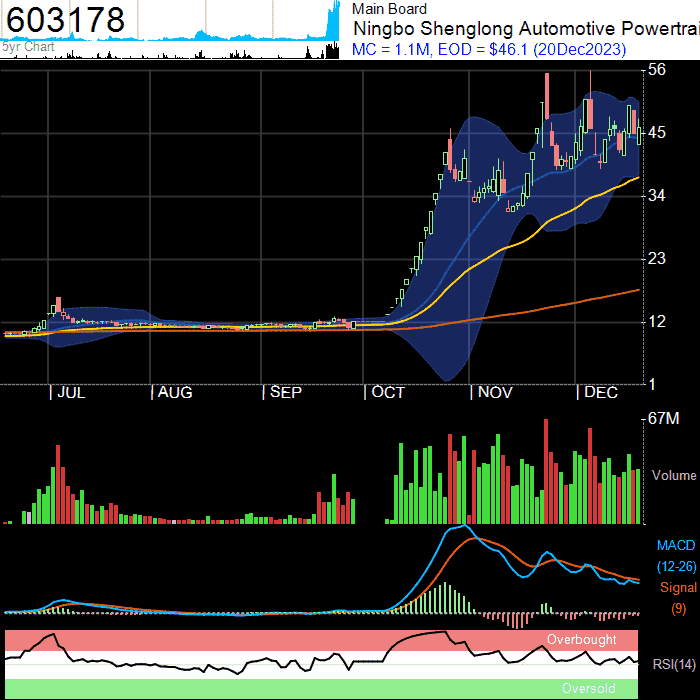 603178
5yr Chart
Main Board
Ningbo Shenglong Automotive Powertrai
MC = 1.1M, EOD = $46.1 (20Dec2023)
56
45
34
23
12
1
JUL AUG SEP OCT NOV DEC
67M
Volume
MACD
(12-26)
Signal
(9)
Overbought
RSI(14)
Oversold